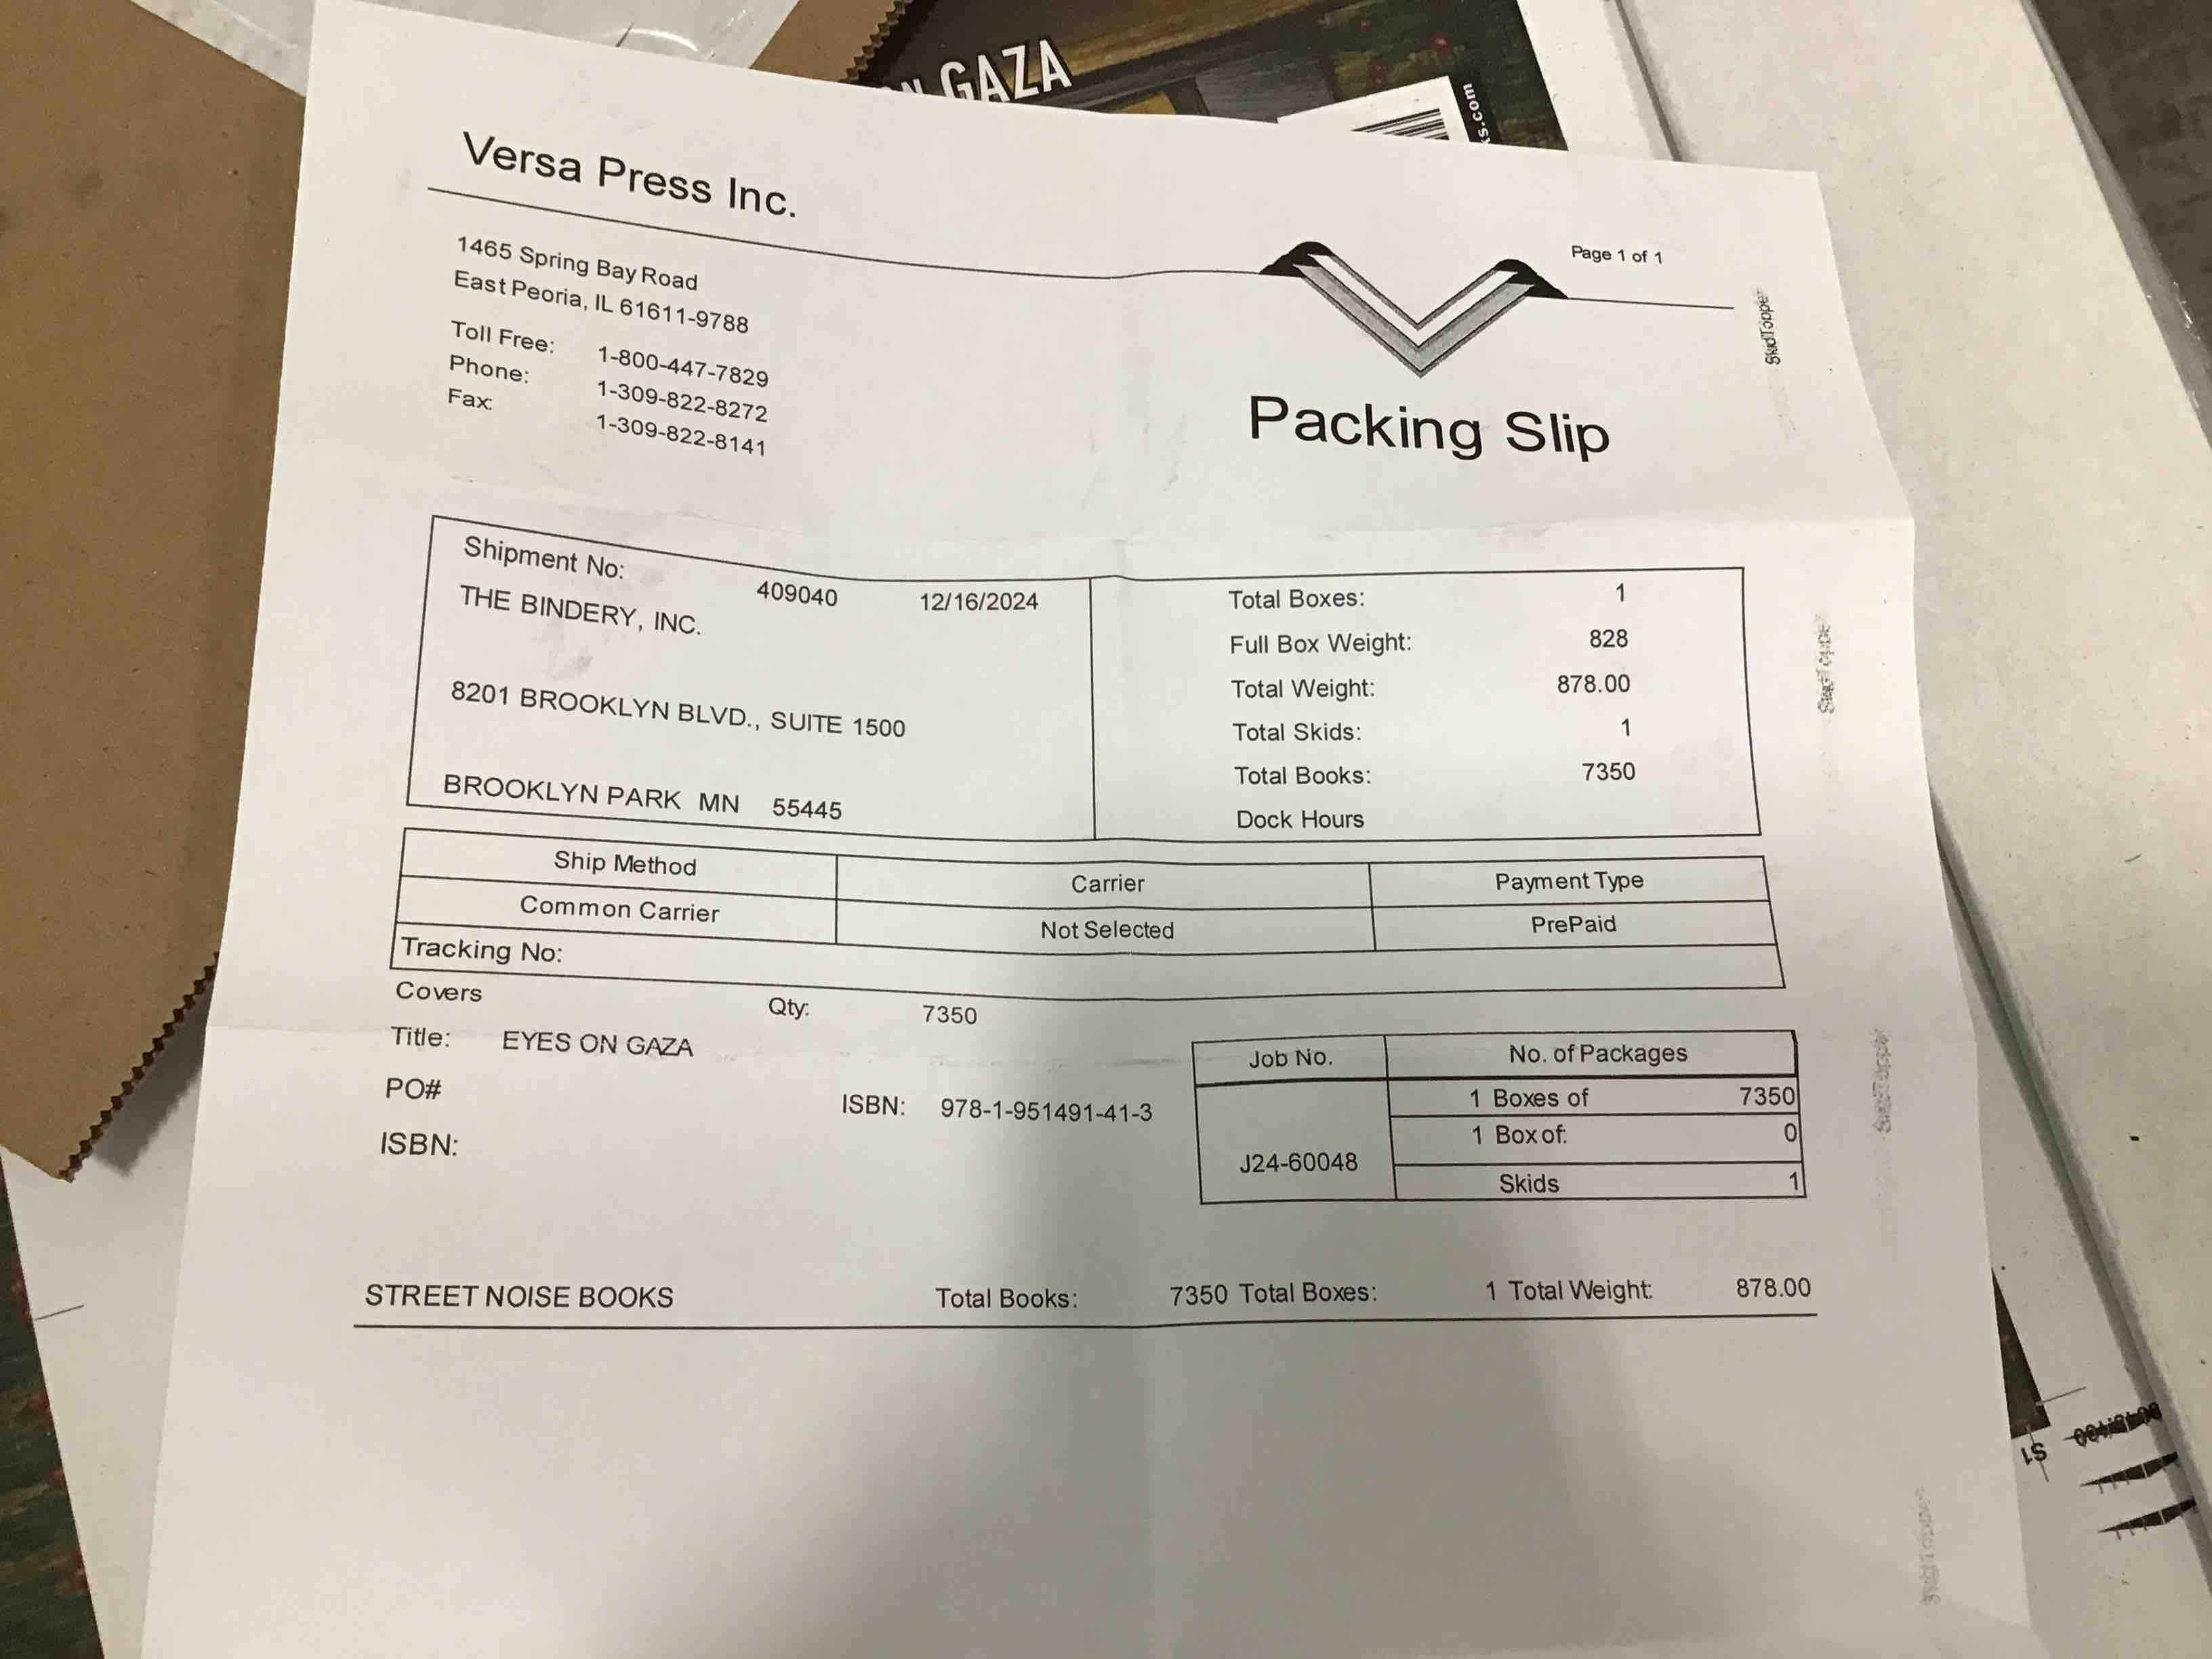 GAZA
s.com
Versa Press Inc.
1465 Spring Bay Road
East Peoria, IL 61611-9788
Toll Free: 1-800-447-7829
Phone: 1-309-822-8272
Fax: 1-309-822-8141
Page 1 of 1
Packing Slip
SkidTopper
Shipment No: 409040 12/16/2024
THE BINDERY, INC.
8201 BROOKLYN BLVD., SUITE 1500
BROOKLYN PARK MN 55445
Total Boxes: 1
Full Box Weight: 828
Total Weight: 878.00
Total Skids: 1
Total Books: 7350
Dock Hours
Ship Method Carrier Payment Type
Common Carrier Not Selected PrePaid
Tracking No:
Covers Qty: 7350
Title: EYES ON GAZA
PO# ISBN: 978-1-951491-41-3
ISBN:
Job No. No. of Packages
J24-60048
1 Boxes of 7350
1 Box of: 0
Skids 1
STREET NOISE BOOKS Total Books: 7350 Total Boxes: 1 Total Weight: 878.00
S1